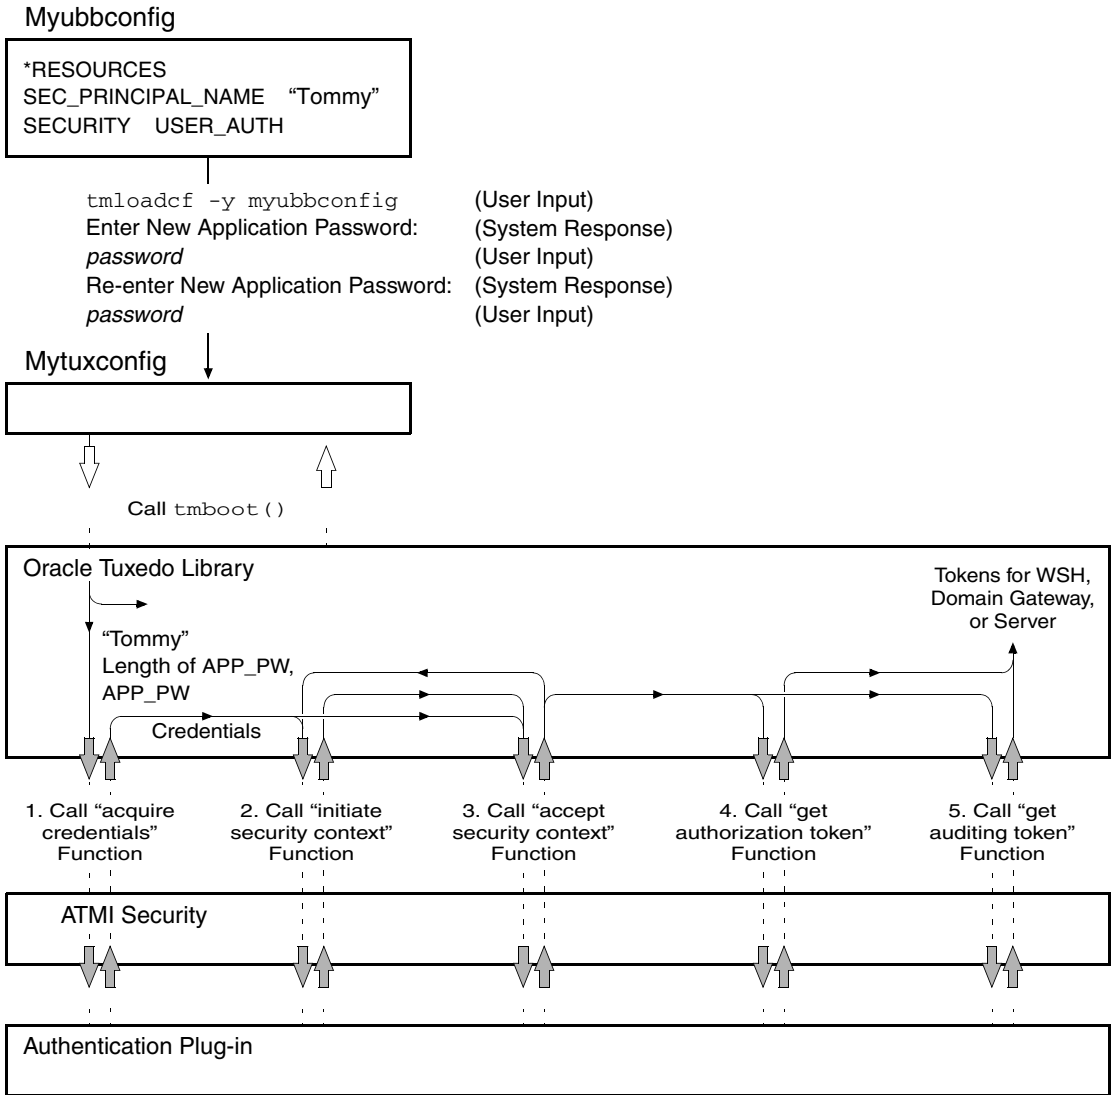 Myubbconfig
*RESOURCES
SEC_PRINCIPAL_NAME “Tommy”
SECURITY USER_AUTH
tmloadcf -y myubbconfig (User Input)
Enter New Application Password: (System Response)
password (User Input)
Re-enter New Application Password: (System Response)
password (User Input)
Mytuxconfig
Call tmboot()
Oracle Tuxedo Library
Tokens for WSH,
Domain Gateway,
or Server
“Tommy”
Length of APP_PW,
APP_PW
Credentials
1. Call “acquire
credentials”
Function
2. Call “initiate
security context”
Function
3. Call “accept
security context”
Function
4. Call “get
authorization token”
Function
5. Call “get
auditing token”
Function
ATMI Security
Authentication Plug-in